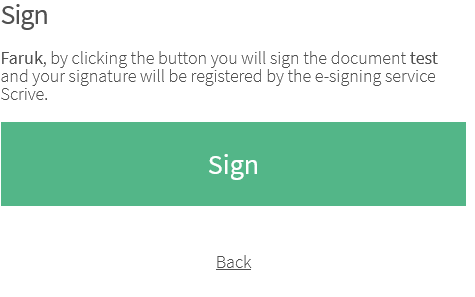 Sign
Faruk, by clicking the button you will sign the document test
and your signature will be registered by the e-signing service
Scrive.
Sign
Back